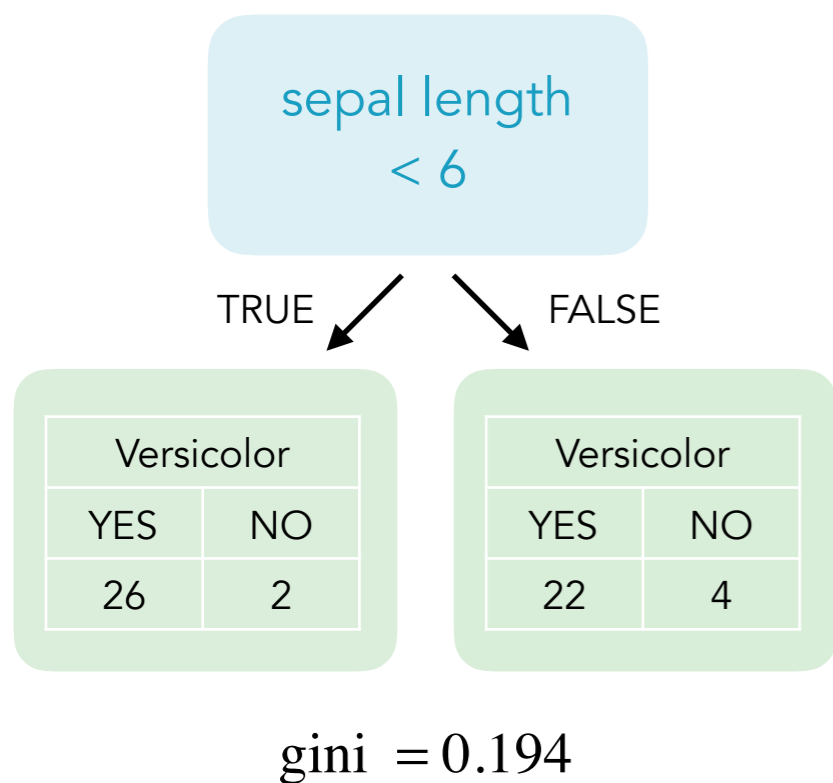 sepal length
< 6
TRUE
FALSE
Versicolor
YES NO
26 2
Versicolor
YES NO
22 4
gini = 0.194